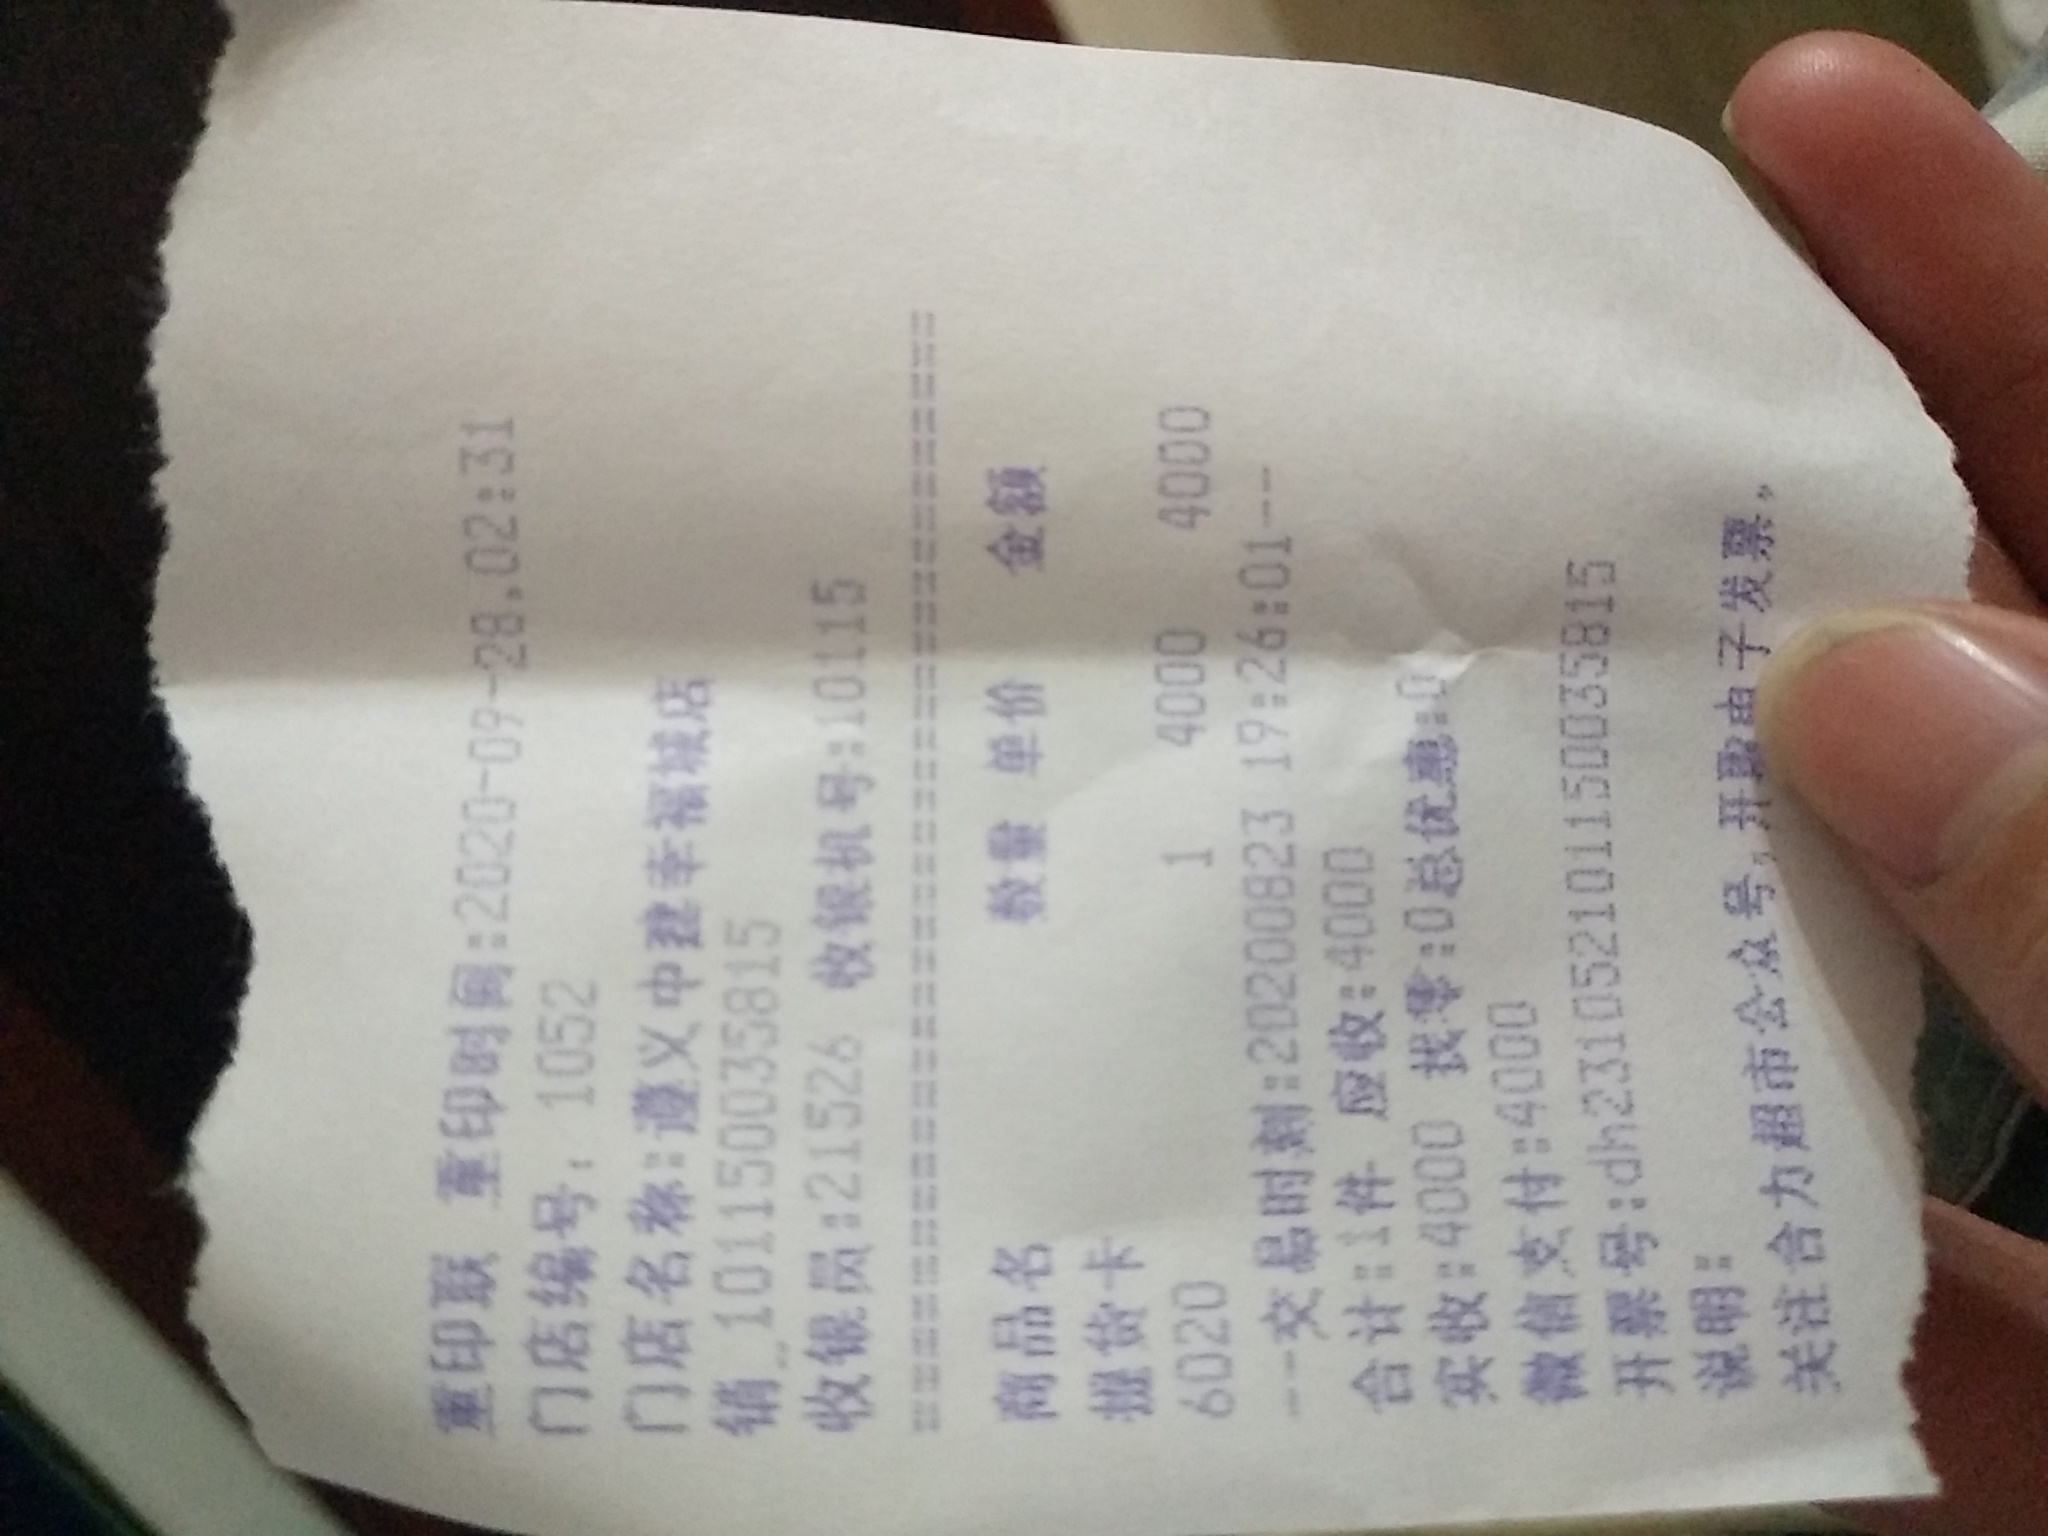 重印联 重印时间:2020-09-28.02:31
门店编号: 1052
门店名称:遵义中建幸福城店
销_1011500035815
收银员:21526 收银机号:10115
================================
商品名 数量 单价 金额
提货卡
6020 1 4000 4000
---交易时刻:20200823 19:26:01--
合计:1件 应收:4000
实收:4000 找零:0总优惠:0
微信支付:4000
开票号:dh2310521011500035815
说明:
关注合力超市公众号,开取电子发票。